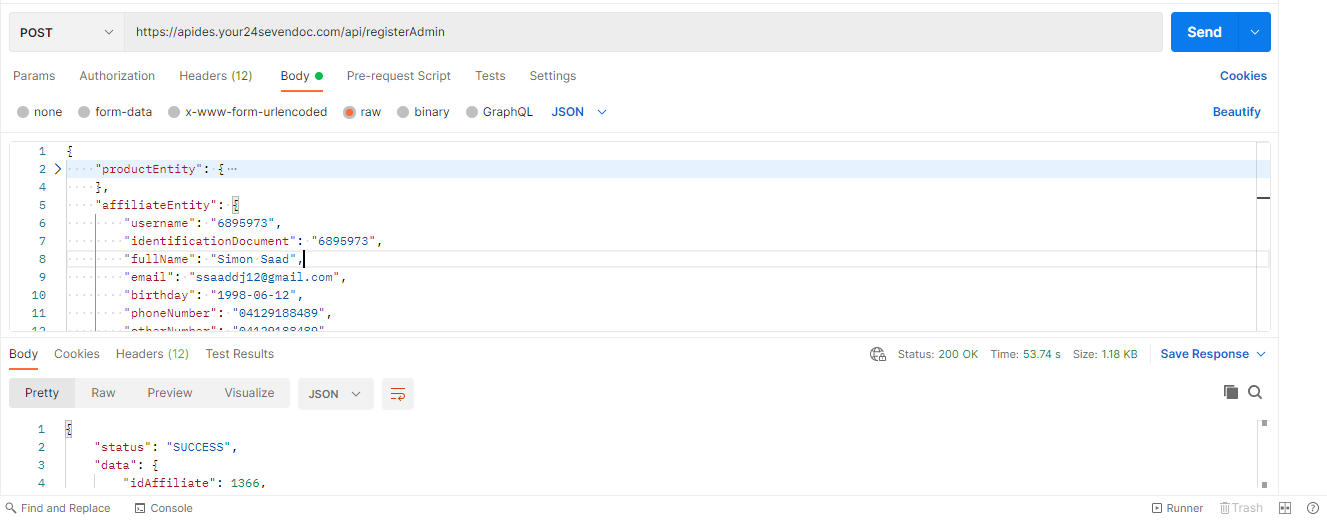 POST https://apides.your24sevendoc.com/api/registerAdmin Send
Params Authorization Headers (12) Body Pre-request Script Tests Settings Cookies
none form-data x-www-form-urlencoded raw binary GraphQL JSON Beautify
1 {
2 "productEntity": {
4 },
5 "affiliateEntity": {
6 "username": "6895973",
7 "identificationDocument": "6895973",
8 "fullName": "Simon Saad",
9 "email": "ssaaddj12@gmail.com",
10 "birthday": "1998-06-12",
11 "phoneNumber": "04129188489",
12 "otherNumber": "04129188489"
Body Cookies Headers (12) Test Results Status: 200 OK Time: 53.74 s Size: 1.18 KB Save Response
Pretty Raw Preview Visualize JSON
1 {
2 "status": "SUCCESS",
3 "data": {
4 "idAffiliate": 1366,
Find and Replace Console Runner Trash